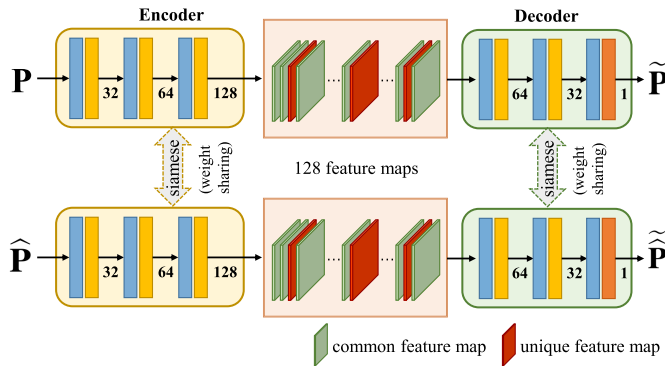 Encoder Decoder
P 32 64 128 ... ... 64 32 1 P̃
siamese (weight sharing) 128 feature maps siamese (weight sharing)
P̂ 32 64 128 ... ... 64 32 1 P̂̃
common feature map unique feature map